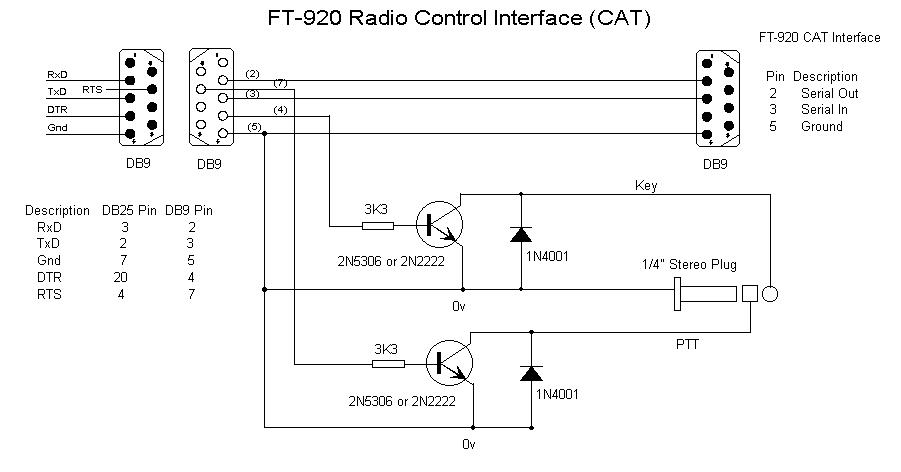 FT-920 Radio Control Interface (CAT)
FT-920 CAT Interface
Pin Description
2 Serial Out
3 Serial In
5 Ground
RxD
TxD
RTS
DTR
Gnd
(2)
(7)
(3)
(4)
(5)
DB9
DB9
DB9
Description DB25 Pin DB9 Pin
RxD 3 2
TxD 2 3
Gnd 7 5
DTR 20 4
RTS 4 7
Key
3K3
2N5306 or 2N2222
1N4001
1/4" Stereo Plug
0v
PTT
3K3
2N5306 or 2N2222
1N4001
0v